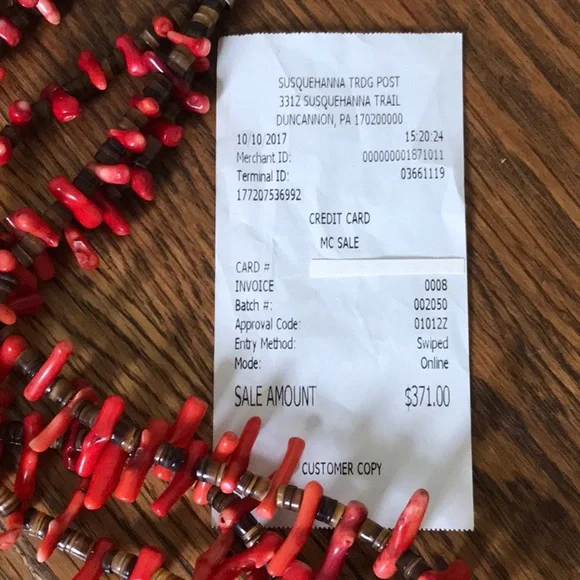 SUSQUEHANNA TRDG POST
3312 SUSQUEHANNA TRAIL
DUNCANNON, PA 170200000
10/10/2017 15:20:24
Merchant ID: 000000001871011
Terminal ID: 03661119
177207536992
CREDIT CARD
MC SALE
CARD #
INVOICE 0008
Batch #: 002050
Approval Code: 01012Z
Entry Method: Swiped
Mode: Online
SALE AMOUNT $371.00
CUSTOMER COPY